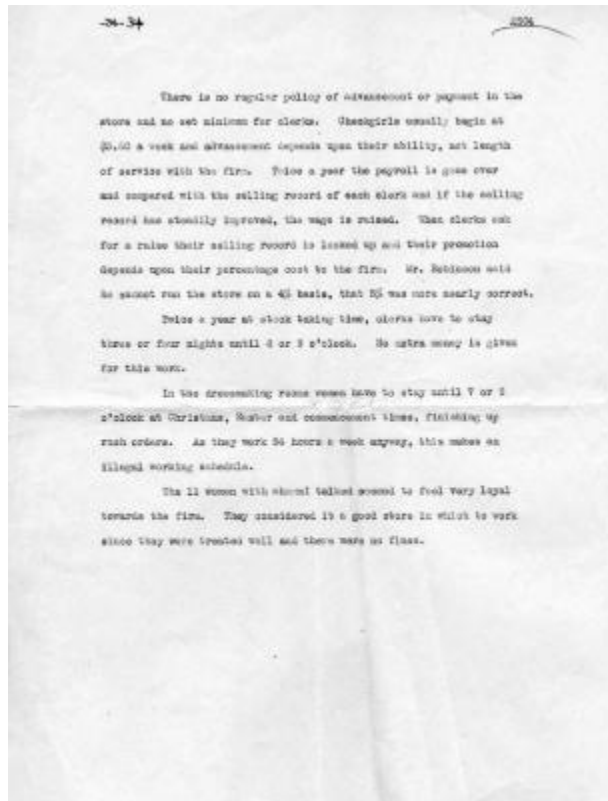 There is no regular policy of advancement or payment in the
store and no set minimum for clerks. Checkgirls usually begin at
a week and advancement depends upon their ability, not length
of service with the firm. Twice a year the payroll is gone over
and compared with the selling record of each clerk and if the selling
record has steadily improved, the wage is raised. When clerks ask
for a raise their selling record is looked up and their promotion
depends upon their percentage cost to the firm. Mr. Robinson said
he cannot run the store on a 4% basis, that 5% was more nearly correct.
Twice a year at stock taking time, clerks have to stay
three or four nights until or 9 o'clock. No extra money is given
for this work.
In the dressmaking rooms women have to stay until 7 or
o'clock at Christmas, Easter and commencement times, finishing up
rush orders. As they work 54 hours a week anyway, this makes an
illegal working schedule.
The 11 women with whom I talked seemed to feel very loyal
towards the firm. They considered it a good store in which to work
since they were treated well and there were no fines.